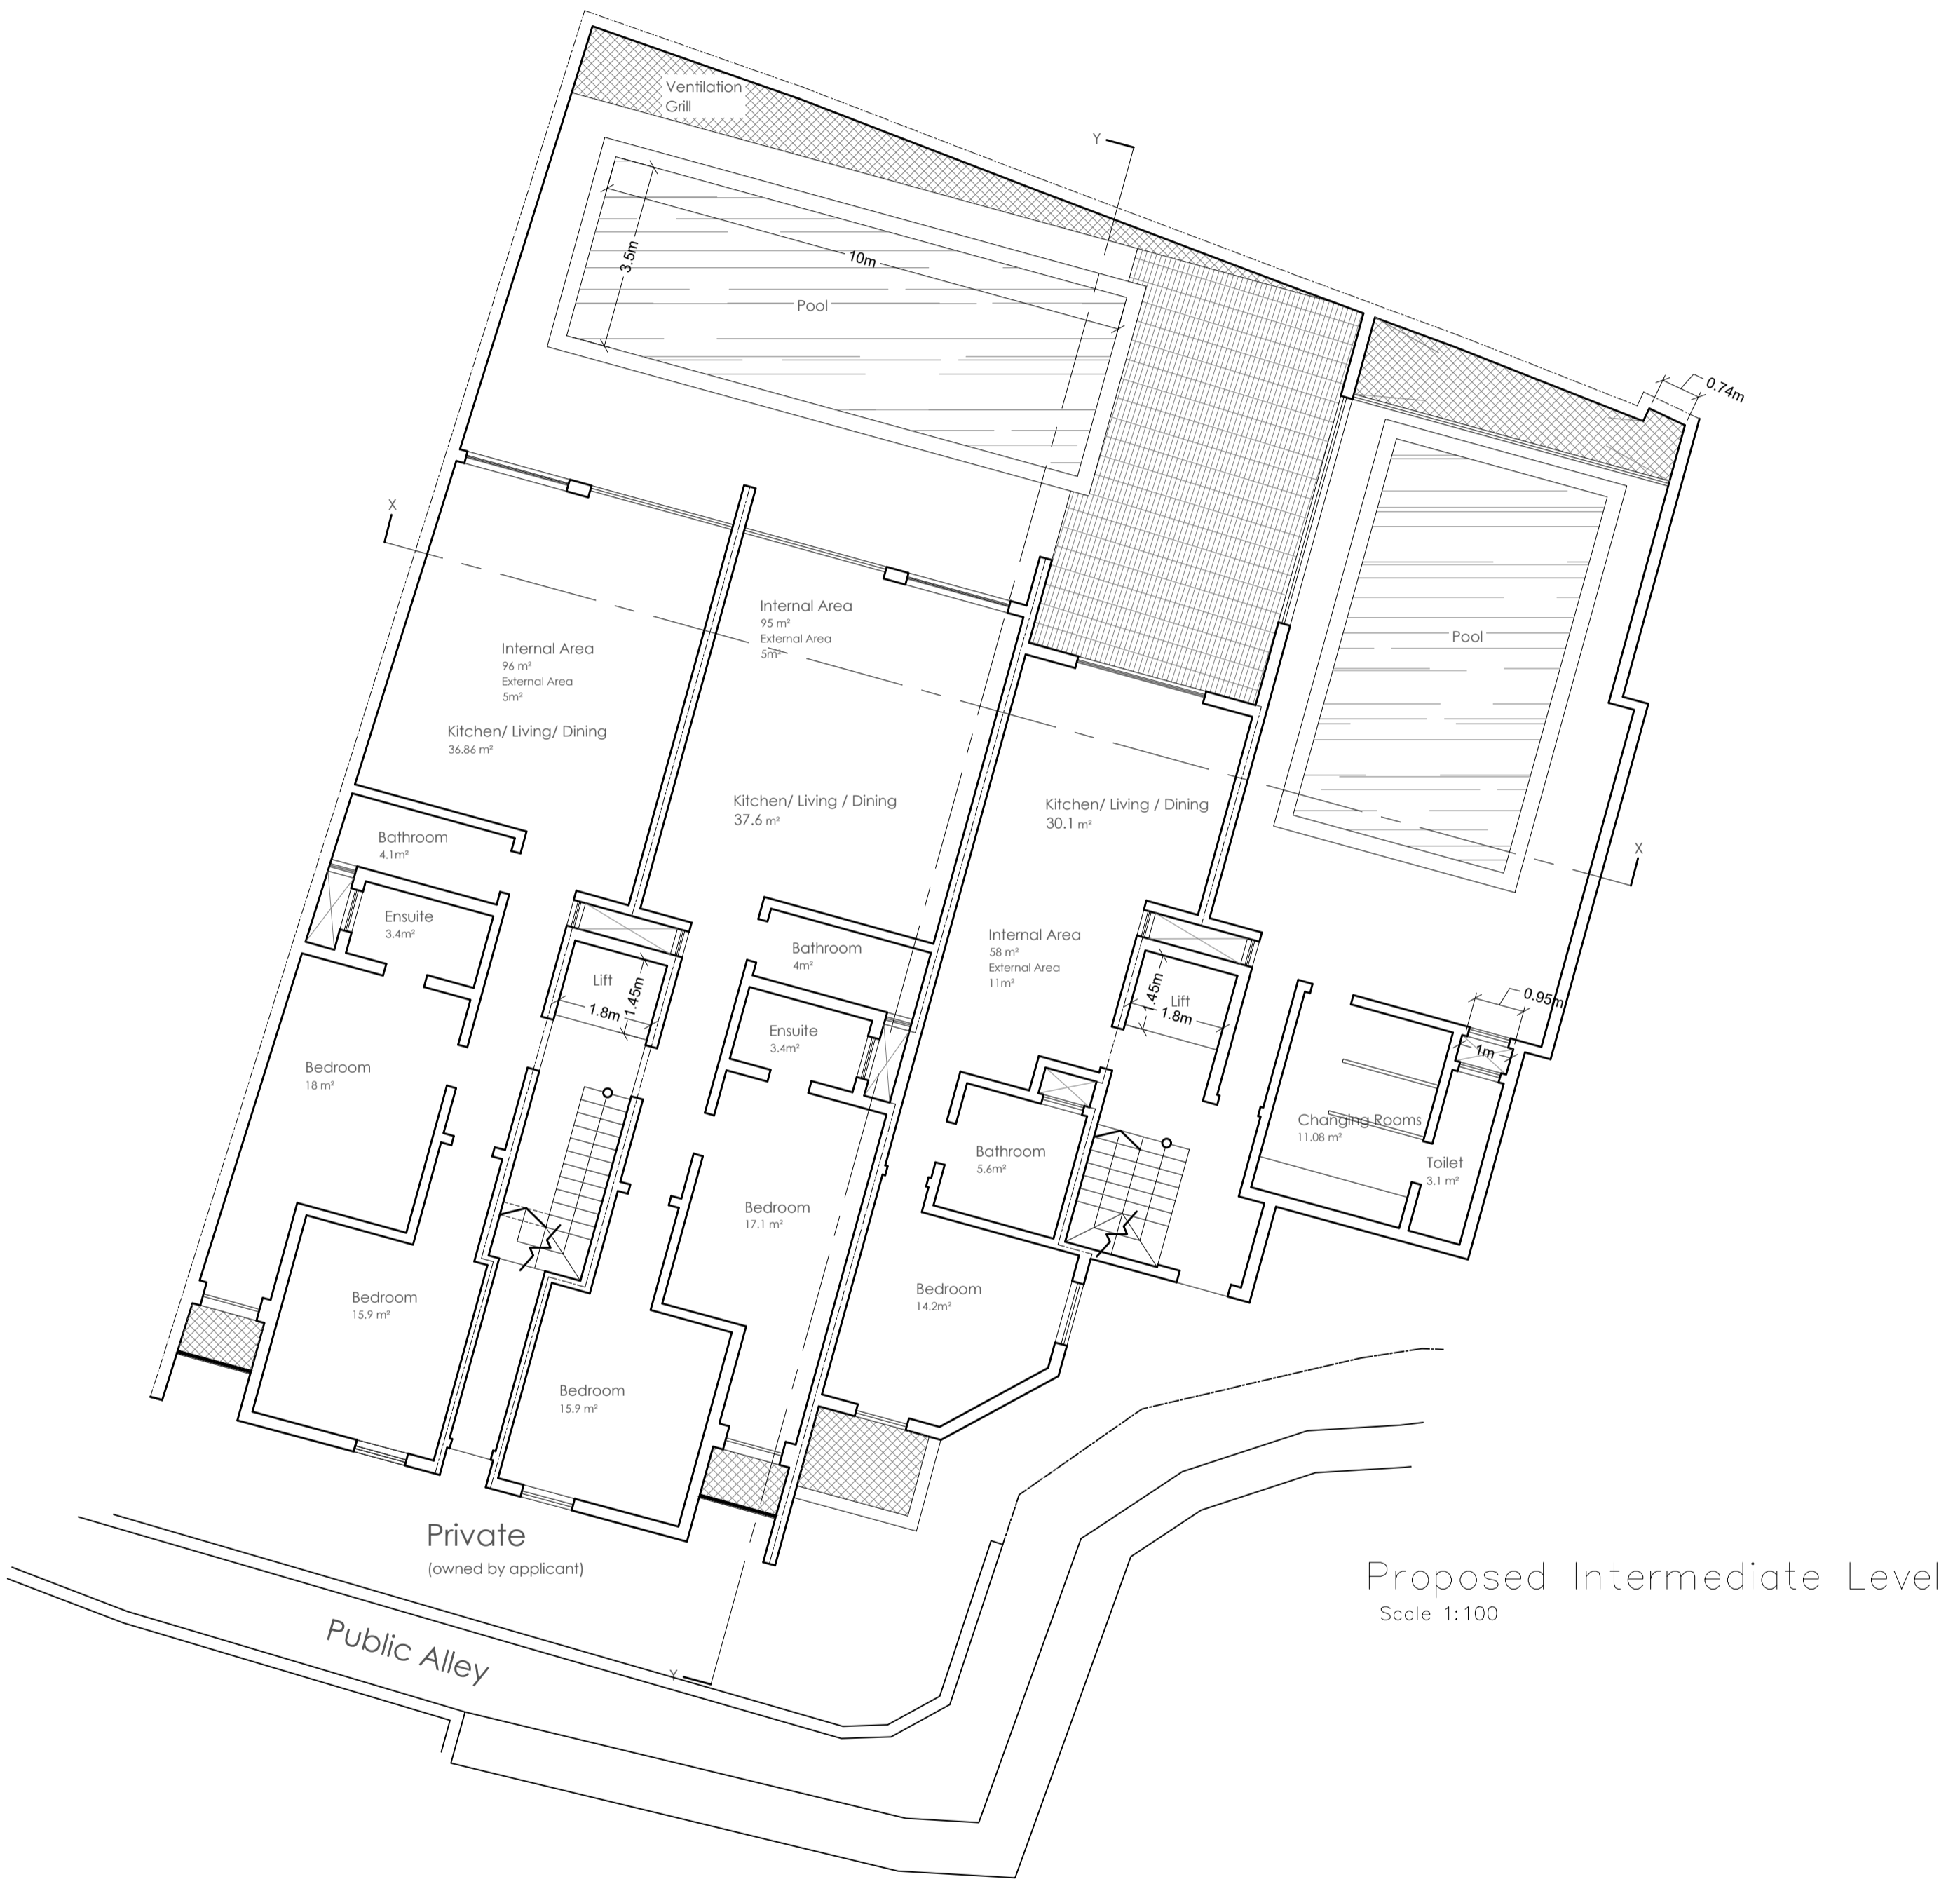 Ventilation
Grill
Y
3.5m
10m
Pool
0.74m
X
Internal Area
95 m²
External Area
5m²
Internal Area
96 m²
External Area
5m²
Kitchen/ Living/ Dining
36.86 m²
Pool
Kitchen/ Living / Dining
37.6 m²
Kitchen/ Living / Dining
30.1 m²
Bathroom
4.1m²
X
Ensuite
3.4m²
Bathroom
4m²
Internal Area
58 m²
External Area
11m²
Lift
1.45m
1.8m
Lift
1.45m
1.8m
0.95m
1m
Ensuite
3.4m²
Bedroom
18 m²
Changing Rooms
11.08 m²
Toilet
3.1 m²
Bathroom
5.6m²
Bedroom
17.1 m²
Bedroom
15.9 m²
Bedroom
14.2m²
Bedroom
15.9 m²
Private
(owned by applicant)
Public Alley
Y
Proposed Intermediate Level
Scale 1:100